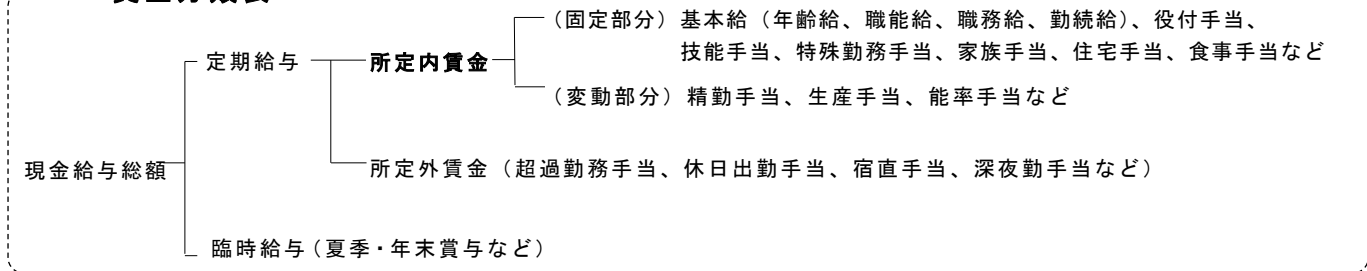 （固定部分）基本給（年齢給、職能給、職務給、勤続給）、役付手当、
技能手当、特殊勤務手当、家族手当、住宅手当、食事手当など
定期給与
所定内賃金
（変動部分）精勤手当、生産手当、能率手当など
現金給与総額
所定外賃金（超過勤務手当、休日出勤手当、宿直手当、深夜勤手当など）
臨時給与（夏季・年末賞与など）